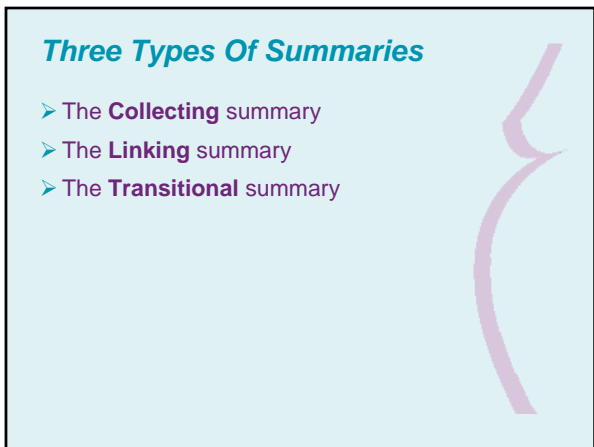 Three Types Of Summaries
➢ The Collecting summary
➢ The Linking summary
➢ The Transitional summary